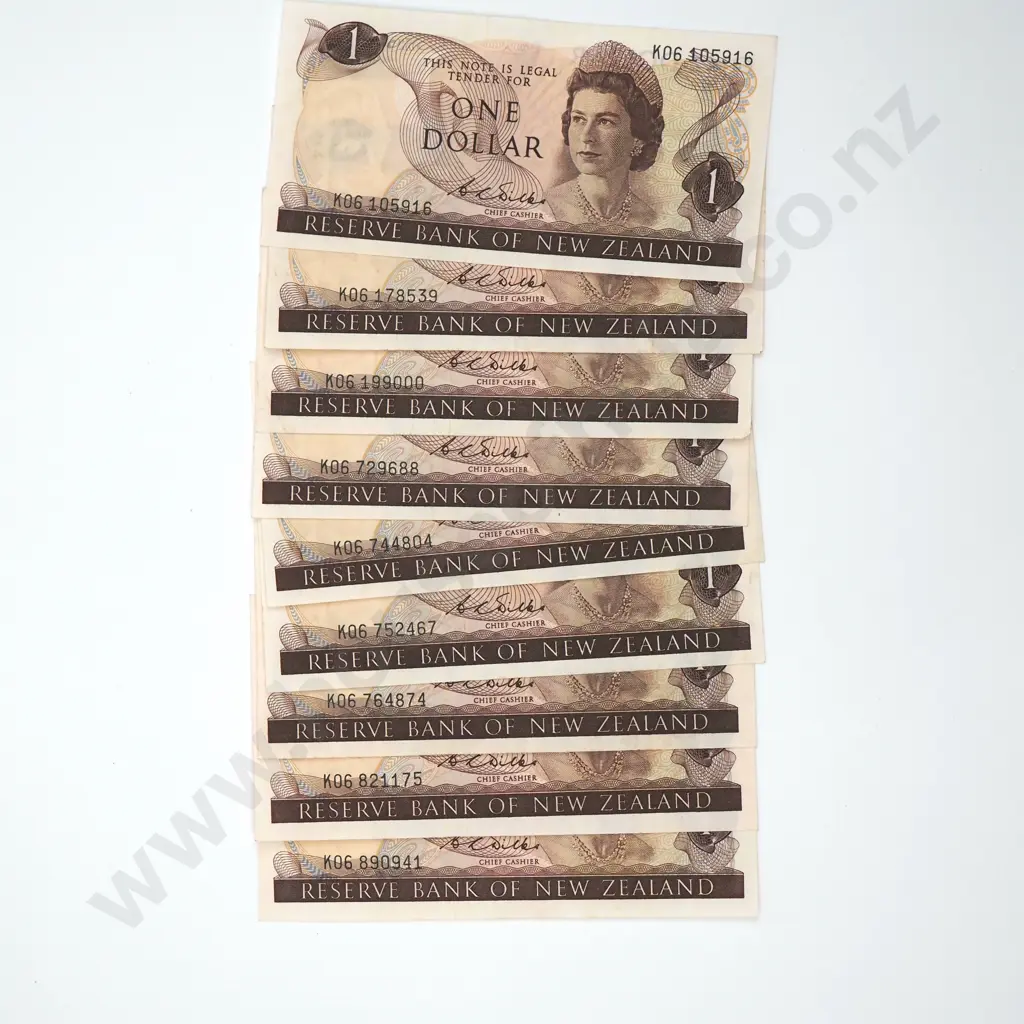 1
K06 105916
THIS NOTE IS LEGAL
TENDER FOR
ONE
DOLLAR
1
K06 105916
CHIEF CASHIER
RESERVE BANK OF NEW ZEALAND
K06 178539
CHIEF CASHIER
RESERVE BANK OF NEW ZEALAND
K06 199000
CHIEF CASHIER
RESERVE BANK OF NEW ZEALAND
1
K06 729688
CHIEF CASHIER
RESERVE BANK OF NEW ZEALAND
K06 744804
CHIEF CASHIER
RESERVE BANK OF NEW ZEALAND
1
K06 752467
CHIEF CASHIER
RESERVE BANK OF NEW ZEALAND
K06 764874
CHIEF CASHIER
RESERVE BANK OF NEW ZEALAND
K06 821175
CHIEF CASHIER
RESERVE BANK OF NEW ZEALAND
K06 890941
CHIEF CASHIER
RESERVE BANK OF NEW ZEALAND